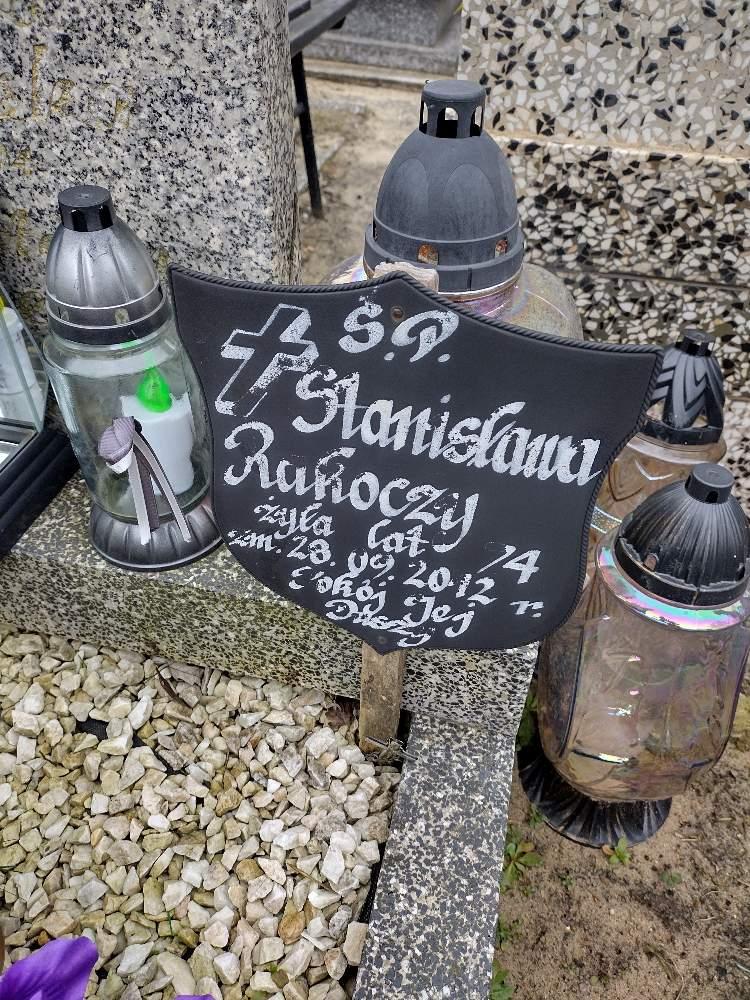 Ś.P.
Stanisława
Rakoczy
żyła lat 74
zm. 28.09.2012 r.
Pokój Jej
Duszy